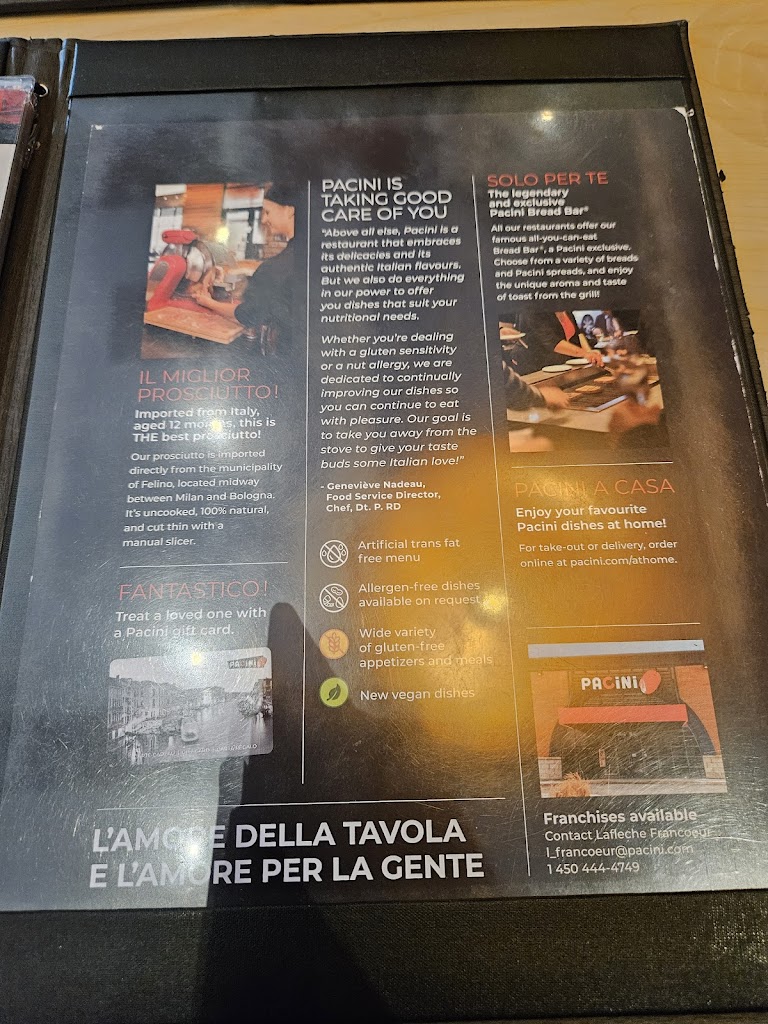 IL MIGLIOR
PROSCIUTTO!
Imported from Italy,
aged 12 months, this is
THE best prosciutto!
Our prosciutto is imported
directly from the municipality
of Felino, located midway
between Milan and Bologna.
It's uncooked, 100% natural,
and cut thin with a
manual slicer.
FANTASTICO!
Treat a loved one with
a Pacini gift card.
PACINI
PACINI IS
TAKING GOOD
CARE OF YOU
"Above all else, Pacini is a
restaurant that embraces
its delicacies and its
authentic Italian flavours.
But we also do everything
in our power to offer
you dishes that suit your
nutritional needs.
Whether you're dealing
with a gluten sensitivity
or a nut allergy, we are
dedicated to continually
improving our dishes so
you can continue to eat
with pleasure. Our goal is
to take you away from the
stove to give your taste
buds some Italian love!"
- Geneviève Nadeau,
Food Service Director,
Chef, Dt. P. RD
Artificial trans fat
free menu
Allergen-free dishes
available on request
Wide variety
of gluten-free
appetizers and meals
New vegan dishes
SOLO PER TE
The legendary
and exclusive
Pacini Bread Bar®
All our restaurants offer our
famous all-you-can-eat
Bread Bar®, a Pacini exclusive.
Choose from a variety of breads
and Pacini spreads, and enjoy
the unique aroma and taste
of toast from the grill!
PACINI A CASA
Enjoy your favourite
Pacini dishes at home!
For take-out or delivery, order
online at pacini.com/athome.
PACINI
Franchises available
Contact Lafleche Francoeur
l_francoeur@pacini.com
1 450 444-4749
L'AMORE DELLA TAVOLA
E L'AMORE PER LA GENTE